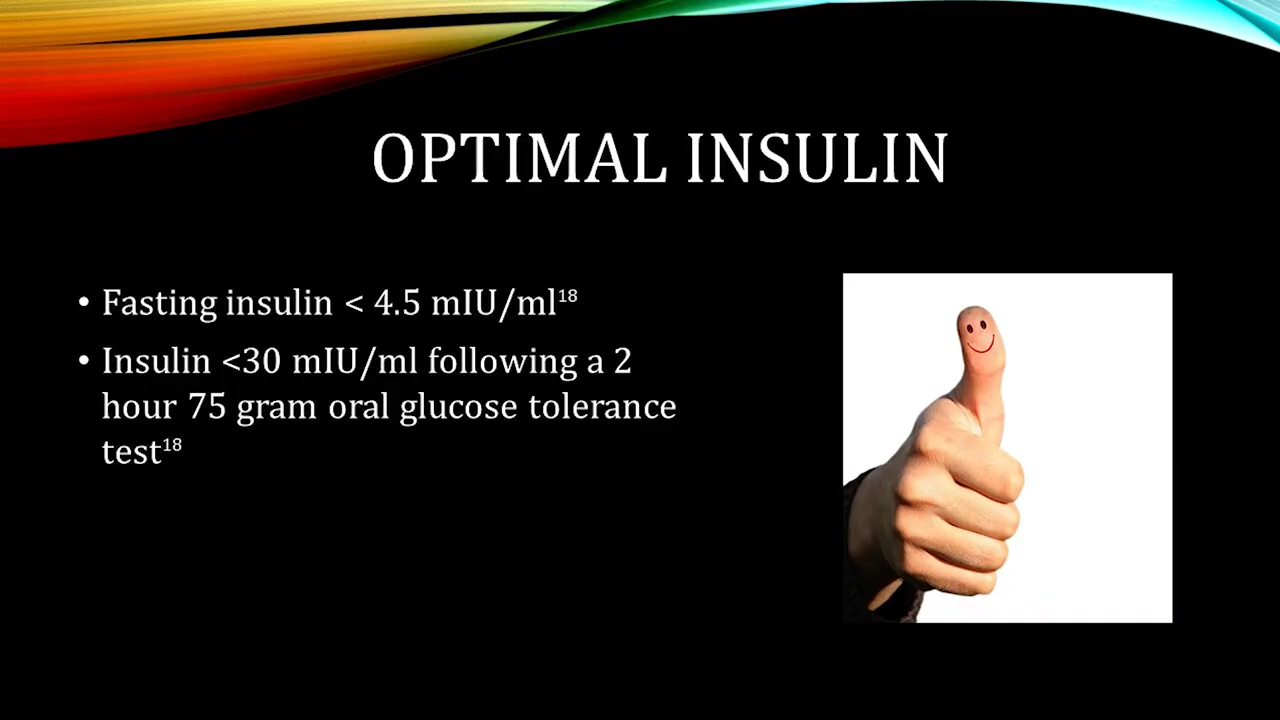 OPTIMAL INSULIN
• Fasting insulin < 4.5 mIU/ml¹⁸
• Insulin <30 mIU/ml following a 2
hour 75 gram oral glucose tolerance
test¹⁸